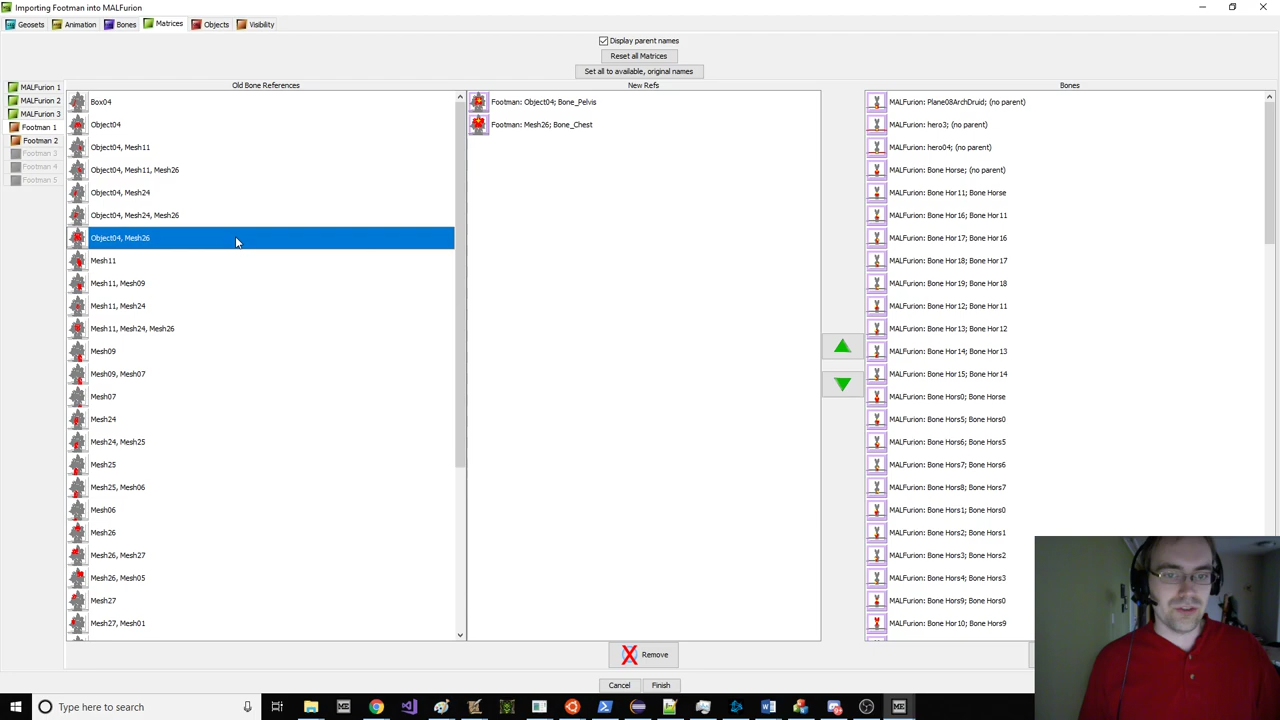 Importing Footman into MALFurion
Geosets
Animation
Bones
Matrices
Objects
Visibility
Display parent names
Reset all Matrices
Set all to available, original names
MALFurion 1
MALFurion 2
MALFurion 3
Footman 1
Footman 2
Footman 3
Footman 4
Footman 5
Old Bone References
Box04
Object04
Object04, Mesh11
Object04, Mesh11, Mesh26
Object04, Mesh24
Object04, Mesh24, Mesh26
Object04, Mesh26
Mesh11
Mesh11, Mesh09
Mesh11, Mesh24
Mesh11, Mesh24, Mesh26
Mesh09
Mesh09, Mesh07
Mesh07
Mesh24
Mesh24, Mesh25
Mesh25
Mesh25, Mesh06
Mesh06
Mesh26
Mesh26, Mesh27
Mesh26, Mesh05
Mesh27
Mesh27, Mesh01
New Refs
Footman: Object04; Bone_Pelvis
Footman: Mesh26; Bone_Chest
Remove
Bones
MALFurion: Plane08ArchDruid; (no parent)
MALFurion: hero3; (no parent)
MALFurion: hero04; (no parent)
MALFurion: Bone Horse; (no parent)
MALFurion: Bone Hor11; Bone Horse
MALFurion: Bone Hor16; Bone Hor11
MALFurion: Bone Hor17; Bone Hor16
MALFurion: Bone Hor18; Bone Hor17
MALFurion: Bone Hor19; Bone Hor18
MALFurion: Bone Hor12; Bone Hor11
MALFurion: Bone Hor13; Bone Hor12
MALFurion: Bone Hor14; Bone Hor13
MALFurion: Bone Hor15; Bone Hor14
MALFurion: Bone Hors0; Bone Horse
MALFurion: Bone Hors5; Bone Hors0
MALFurion: Bone Hors6; Bone Hors5
MALFurion: Bone Hors7; Bone Hors6
MALFurion: Bone Hors8; Bone Hors7
MALFurion: Bone Hors1; Bone Hors0
MALFurion: Bone Hors2; Bone Hors1
MALFurion: Bone Hors3; Bone Hors2
MALFurion: Bone Hors4; Bone Hors3
MALFurion: Bone Hors9; Bone Hors0
MALFurion: Bone Hor10; Bone Hors9
Cancel
Finish
Type here to search
ME
ME